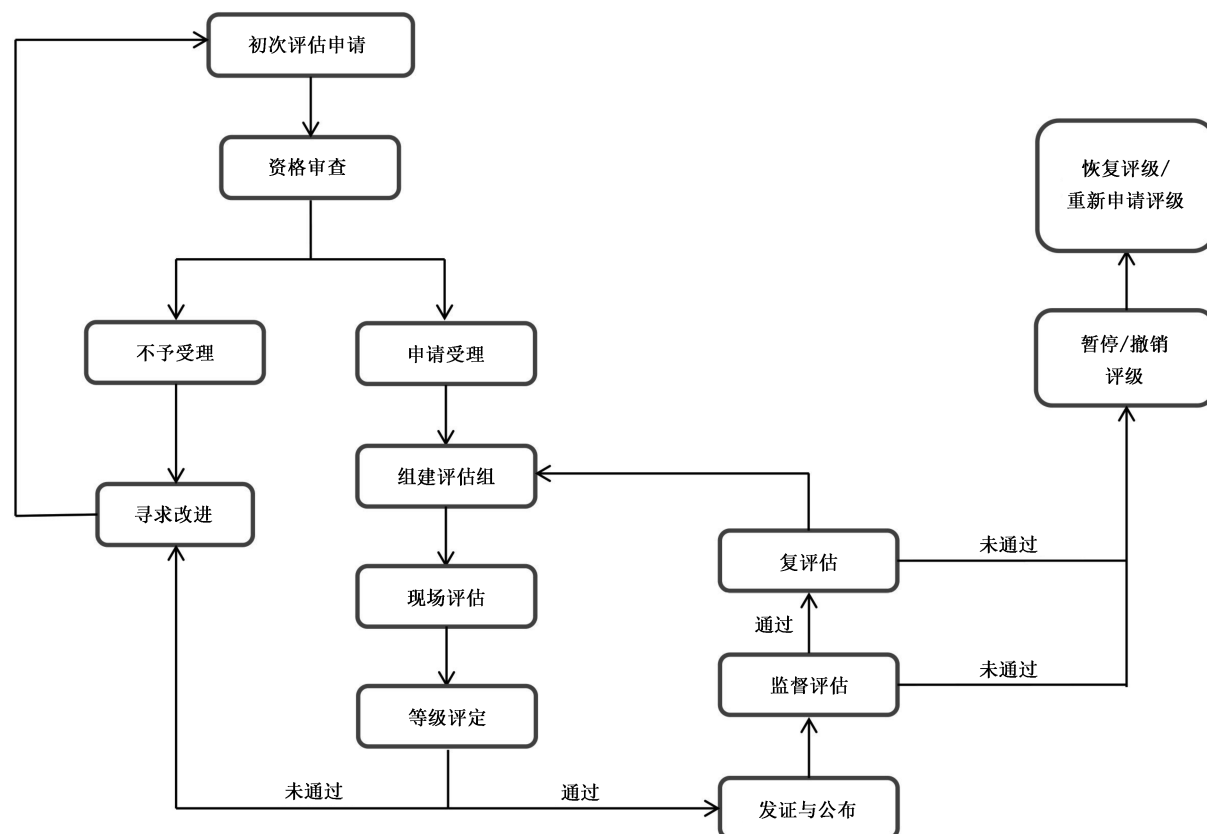 初次评估申请
资格审查
恢复评级/
重新申请评级
不予受理
申请受理
暂停/撤销
评级
组建评估组
寻求改进
复评估
未通过
现场评估
通过
监督评估
未通过
等级评定
未通过
通过
发证与公布